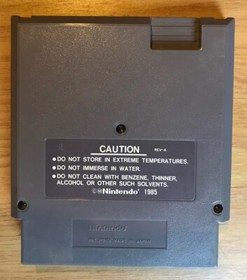 CAUTION REV-A
●DO NOT STORE IN EXTREME TEMPERATURES.
●DO NOT IMMERSE IN WATER.
●DO NOT CLEAN WITH BENZENE, THINNER,
ALCOHOL OR OTHER SUCH SOLVENTS.
©Nintendo® 1985
Nintendo